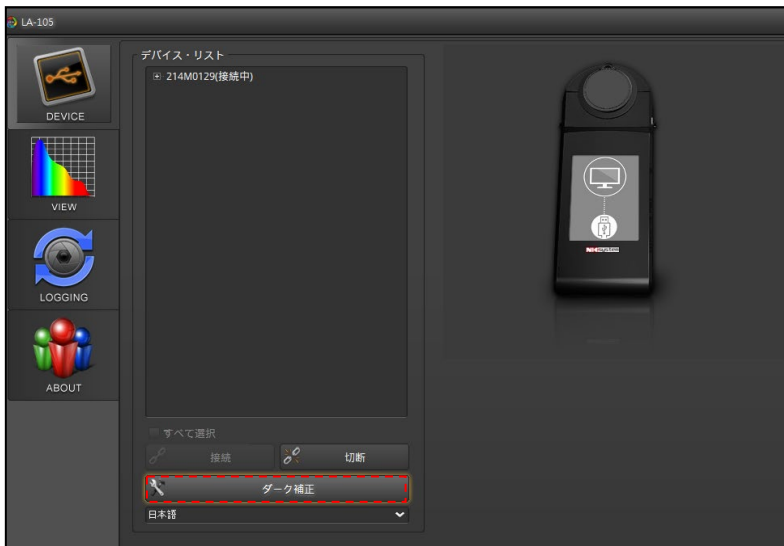 LA-105
DEVICE
VIEW
LOGGING
ABOUT
デバイス・リスト
214M0129(接続中)
すべて選択
接続
切断
ダーク補正
日本語